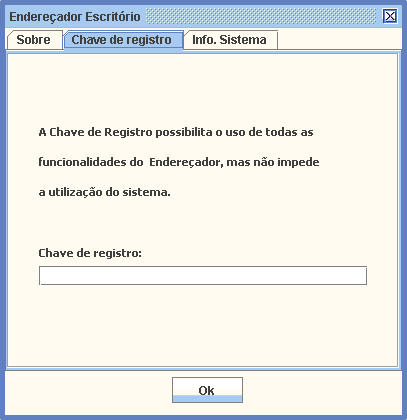 Endereçador Escritório
Sobre Chave de registro Info. Sistema
A Chave de Registro possibilita o uso de todas as
funcionalidades do Endereçador, mas não impede
a utilização do sistema.
Chave de registro:
Ok